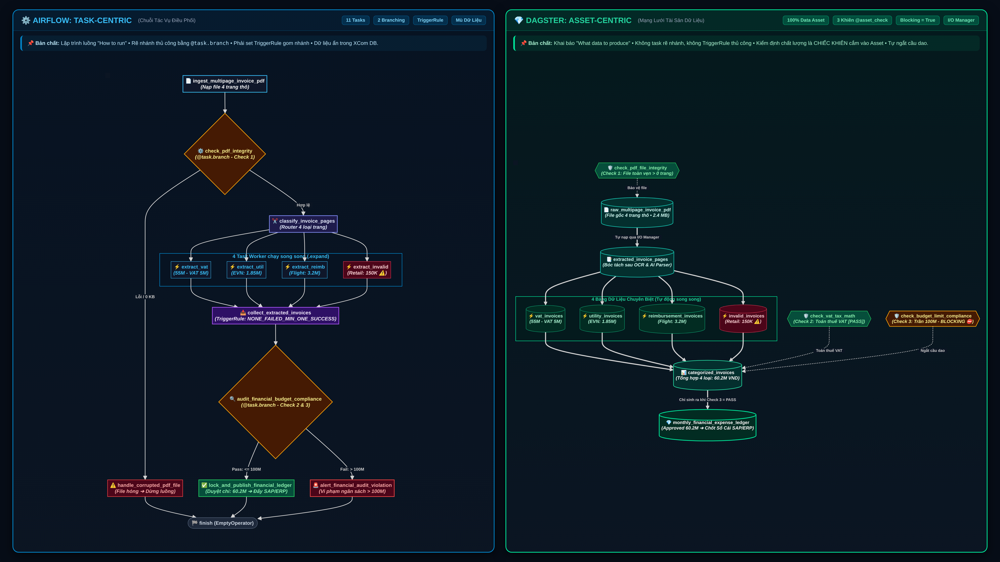 ⚙️ AIRFLOW: TASK-CENTRIC (Chuỗi Tác Vụ Điều Phối) 11 Tasks 2 Branching TriggerRule Mù Dữ Liệu
📌 Bản chất: Lập trình luồng "How to run" • Rẽ nhánh thủ công bằng @task.branch • Phải set TriggerRule gom nhánh • Dữ liệu ẩn trong XCom DB.
📄 ingest_multipage_invoice_pdf
(Nạp file 4 trang thô)
⚙️ check_pdf_integrity
(@task.branch - Check 1)
Hợp lệ
✂️ classify_invoice_pages
(Router 4 loại trang)
4 Task Worker chạy song song (.expand)
⚡ extract_vat
(55M - VAT 5M)
⚡ extract_util
(EVN: 1.85M)
⚡ extract_reimb
(Flight: 3.2M)
⚡ extract_invalid
(Retail: 150K ⚠️)
Lỗi / 0 KB
📥 collect_extracted_invoices
(TriggerRule: NONE_FAILED_MIN_ONE_SUCCESS)
🔍 audit_financial_budget_compliance
(@task.branch - Check 2 & 3)
Pass: <= 100M
Fail: > 100M
⚠️ handle_corrupted_pdf_file
(File hỏng ➔ Dừng luồng)
✅ lock_and_publish_financial_ledger
(Duyệt chi: 60.2M ➔ Đẩy SAP/ERP)
🚨 alert_financial_audit_violation
(Vi phạm ngân sách > 100M)
🏁 finish (EmptyOperator)
💎 DAGSTER: ASSET-CENTRIC (Mạng Lưới Tài Sản Dữ Liệu) 100% Data Asset 3 Khiên @asset_check Blocking = True I/O Manager
📌 Bản chất: Khai báo "What data to produce" • Không task rẽ nhánh, không TriggerRule thủ công • Kiểm định chất lượng là CHIẾC KHIÊN cắm vào Asset • Tự ngắt cầu dao.
🛡️ check_pdf_file_integrity
(Check 1: File toàn vẹn > 0 trang)
Bảo vệ file
📄 raw_multipage_invoice_pdf
(File gốc 4 trang thô • 2.4 MB)
Tự nạp qua I/O Manager
📑 extracted_invoice_pages
(Bóc tách sau OCR & AI Parser)
4 Bảng Dữ Liệu Chuyên Biệt (Tự động song song)
⚡ vat_invoices
(55M - VAT 5M)
⚡ utility_invoices
(EVN: 1.85M)
⚡ reimbursement_invoices
(Flight: 3.2M)
⚡ invalid_invoices
(Retail: 150K ⚠️)
🛡️ check_vat_tax_math
(Check 2: Toán thuế VAT [PASS])
🛡️ check_budget_limit_compliance
(Check 3: Trần 100M - BLOCKING ⛔)
Toán thuế VAT
Ngắt cầu dao
📊 categorized_invoices
(Tổng hợp 4 loại: 60.2M VND)
Chỉ sinh ra khi Check 3 = PASS
💎 monthly_financial_expense_ledger
(Approved 60.2M ➔ Chốt Sổ Cái SAP/ERP)